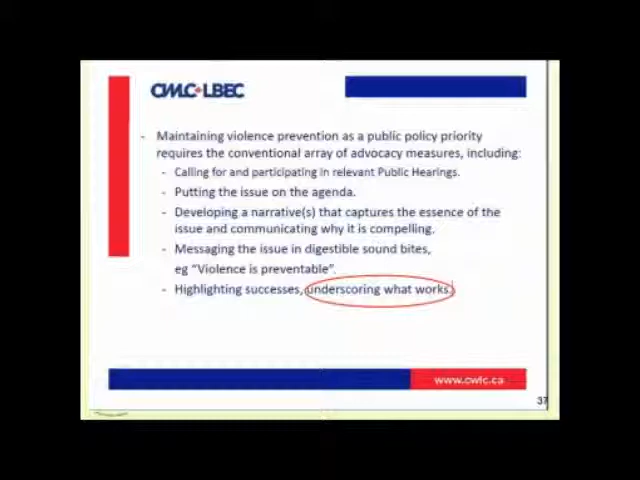 CWLC LBEC
- Maintaining violence prevention as a public policy priority
requires the conventional array of advocacy measures, including:
- Calling for and participating in relevant Public Hearings.
- Putting the issue on the agenda.
- Developing a narrative(s) that captures the essence of the
issue and communicating why it is compelling.
- Messaging the issue in digestible sound bites,
eg "Violence is preventable".
- Highlighting successes, underscoring what works.
www.cwlc.ca
37